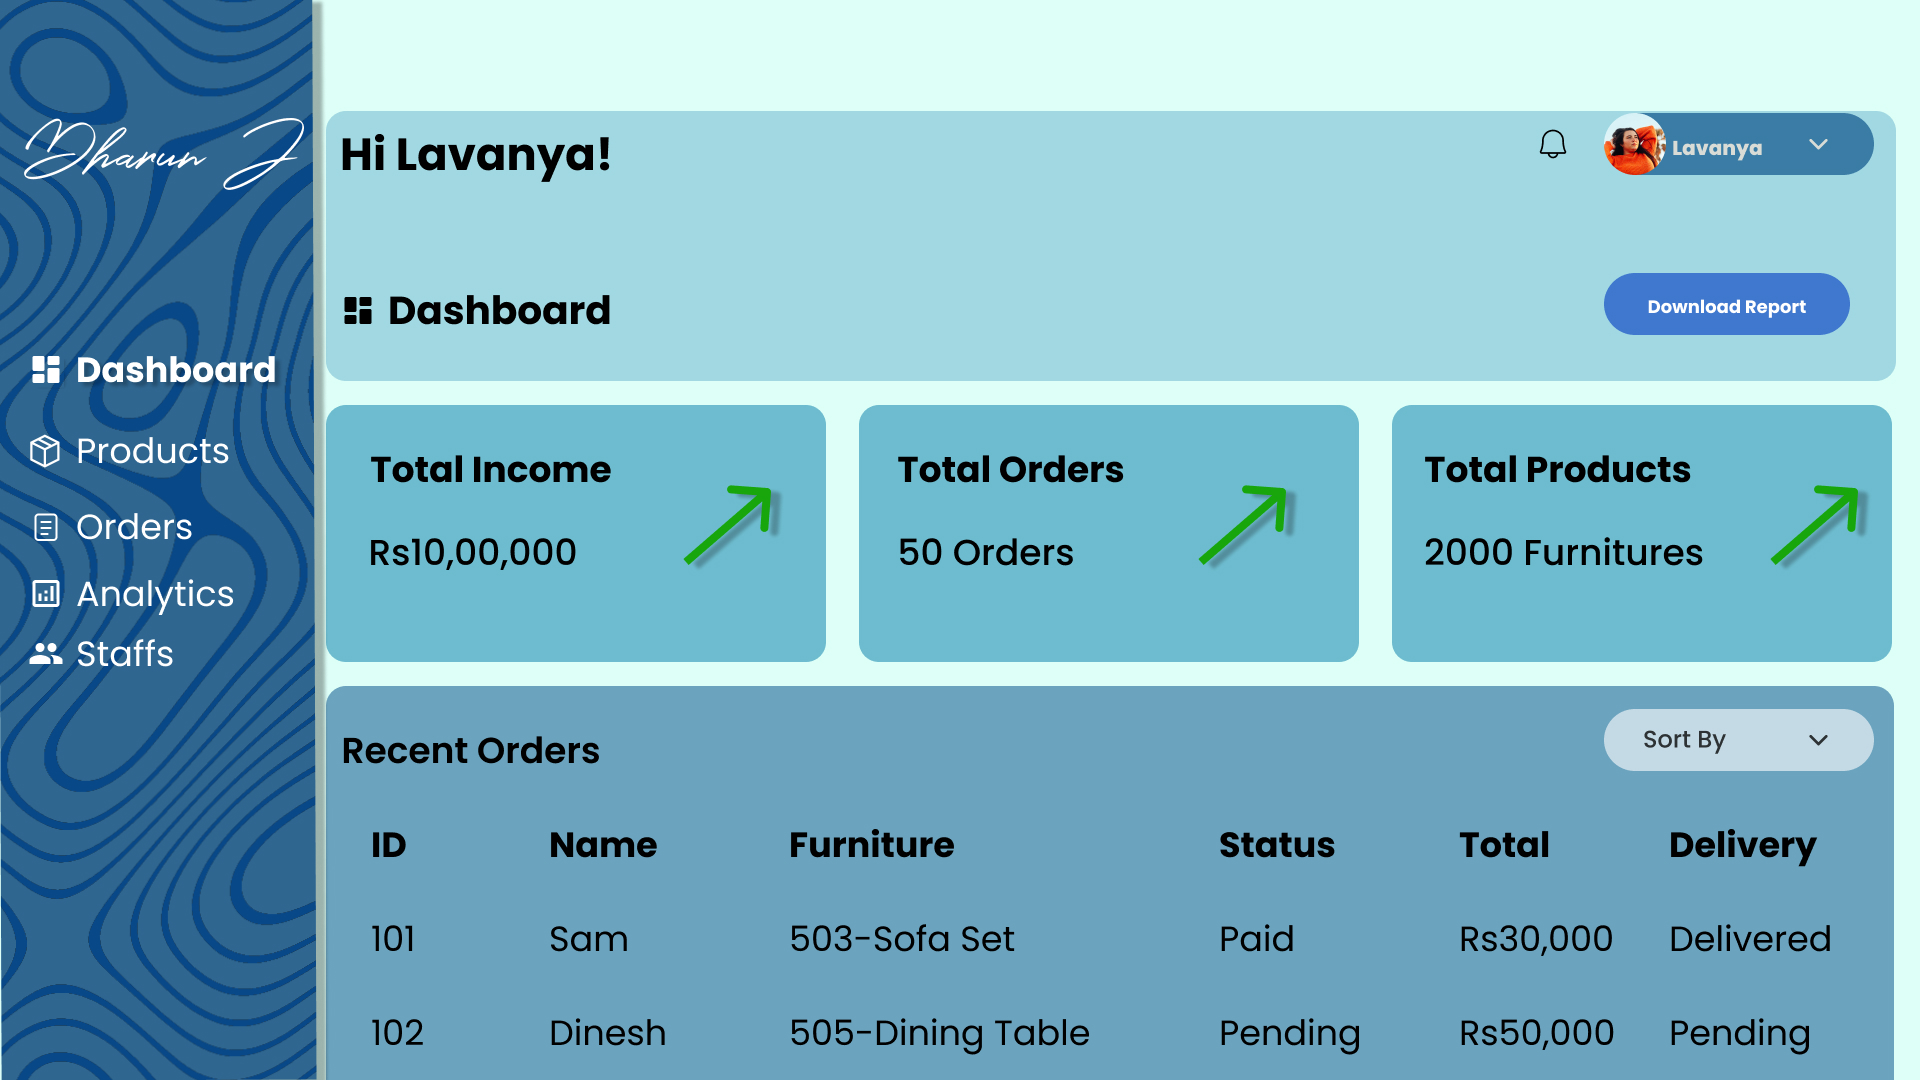 Dharun J
Dashboard
Products
Orders
Analytics
Staffs
Hi Lavanya!
Lavanya
Dashboard
Download Report
Total Income
Rs10,00,000
Total Orders
50 Orders
Total Products
2000 Furnitures
Recent Orders
Sort By
ID Name Furniture Status Total Delivery
101 Sam 503-Sofa Set Paid Rs30,000 Delivered
102 Dinesh 505-Dining Table Pending Rs50,000 Pending